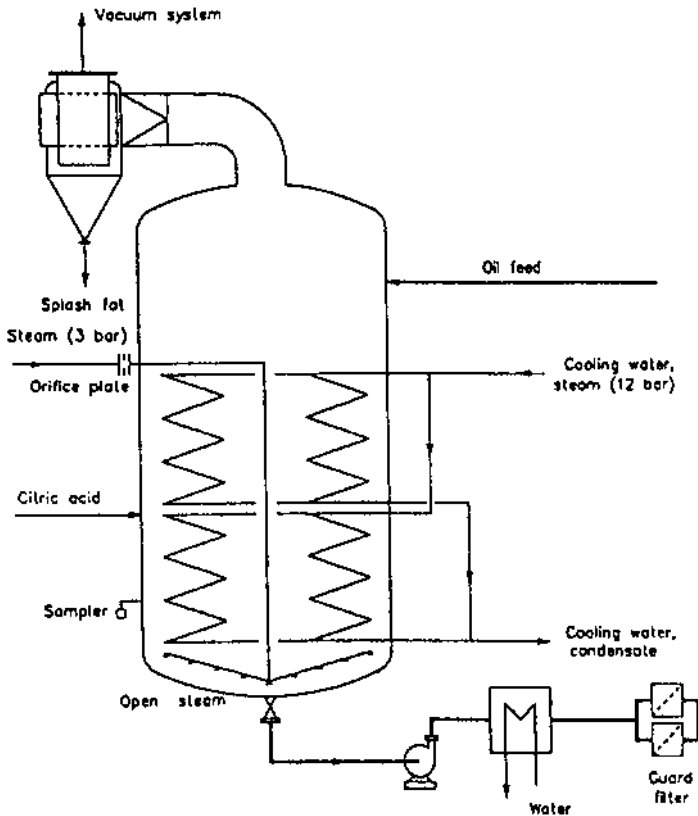 Vacuum system
Oil feed
Splash fat
Steam (3 bar)
Orifice plate
Cooling water,
steam (12 bar)
Citric acid
Sampler
Cooling water,
condensate
Open steam
Guard
filter
Water